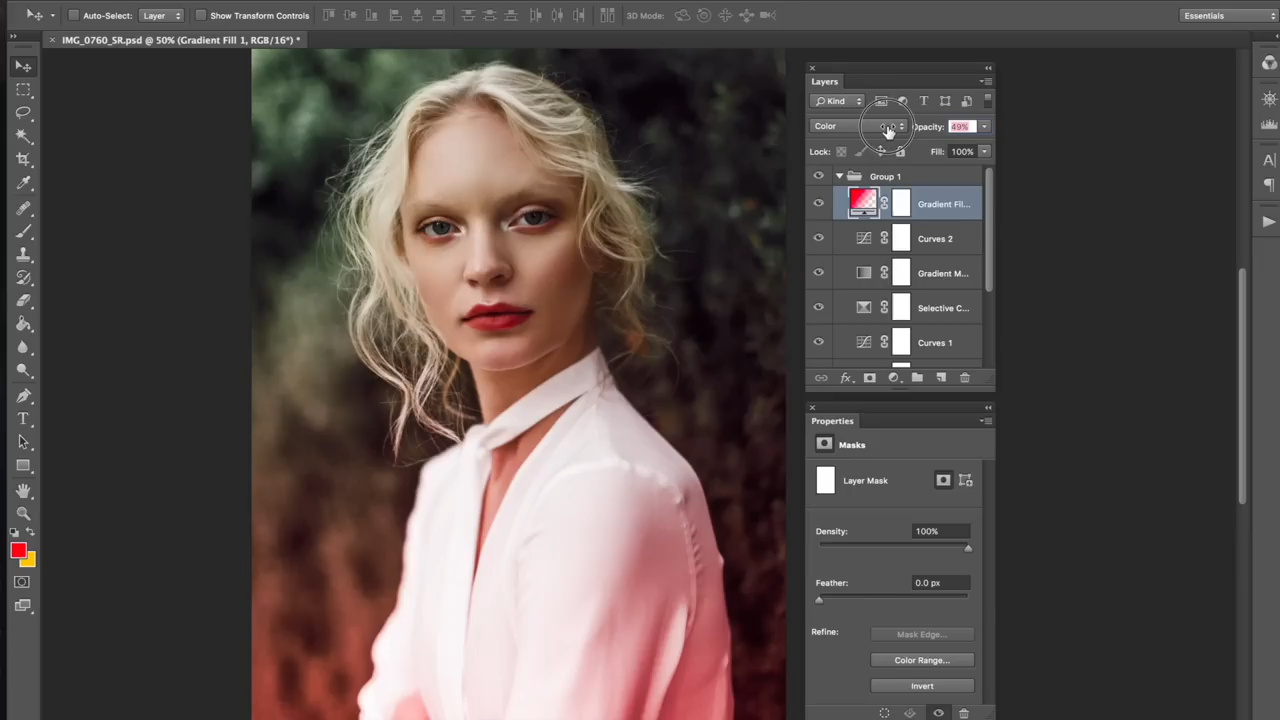 Auto-Select: Layer Show Transform Controls 3D Mode: Essentials
× IMG_0760_SR.psd @ 50% (Gradient Fill 1, RGB/16*) *
Layers
Kind T
Color Opacity: 49%
Lock: Fill: 100%
Group 1
Gradient Fil...
Curves 2
Gradient M...
Selective C...
Curves 1
fx
Properties
Masks
Layer Mask
Density: 100%
Feather: 0.0 px
Refine: Mask Edge...
Color Range...
Invert
T
A